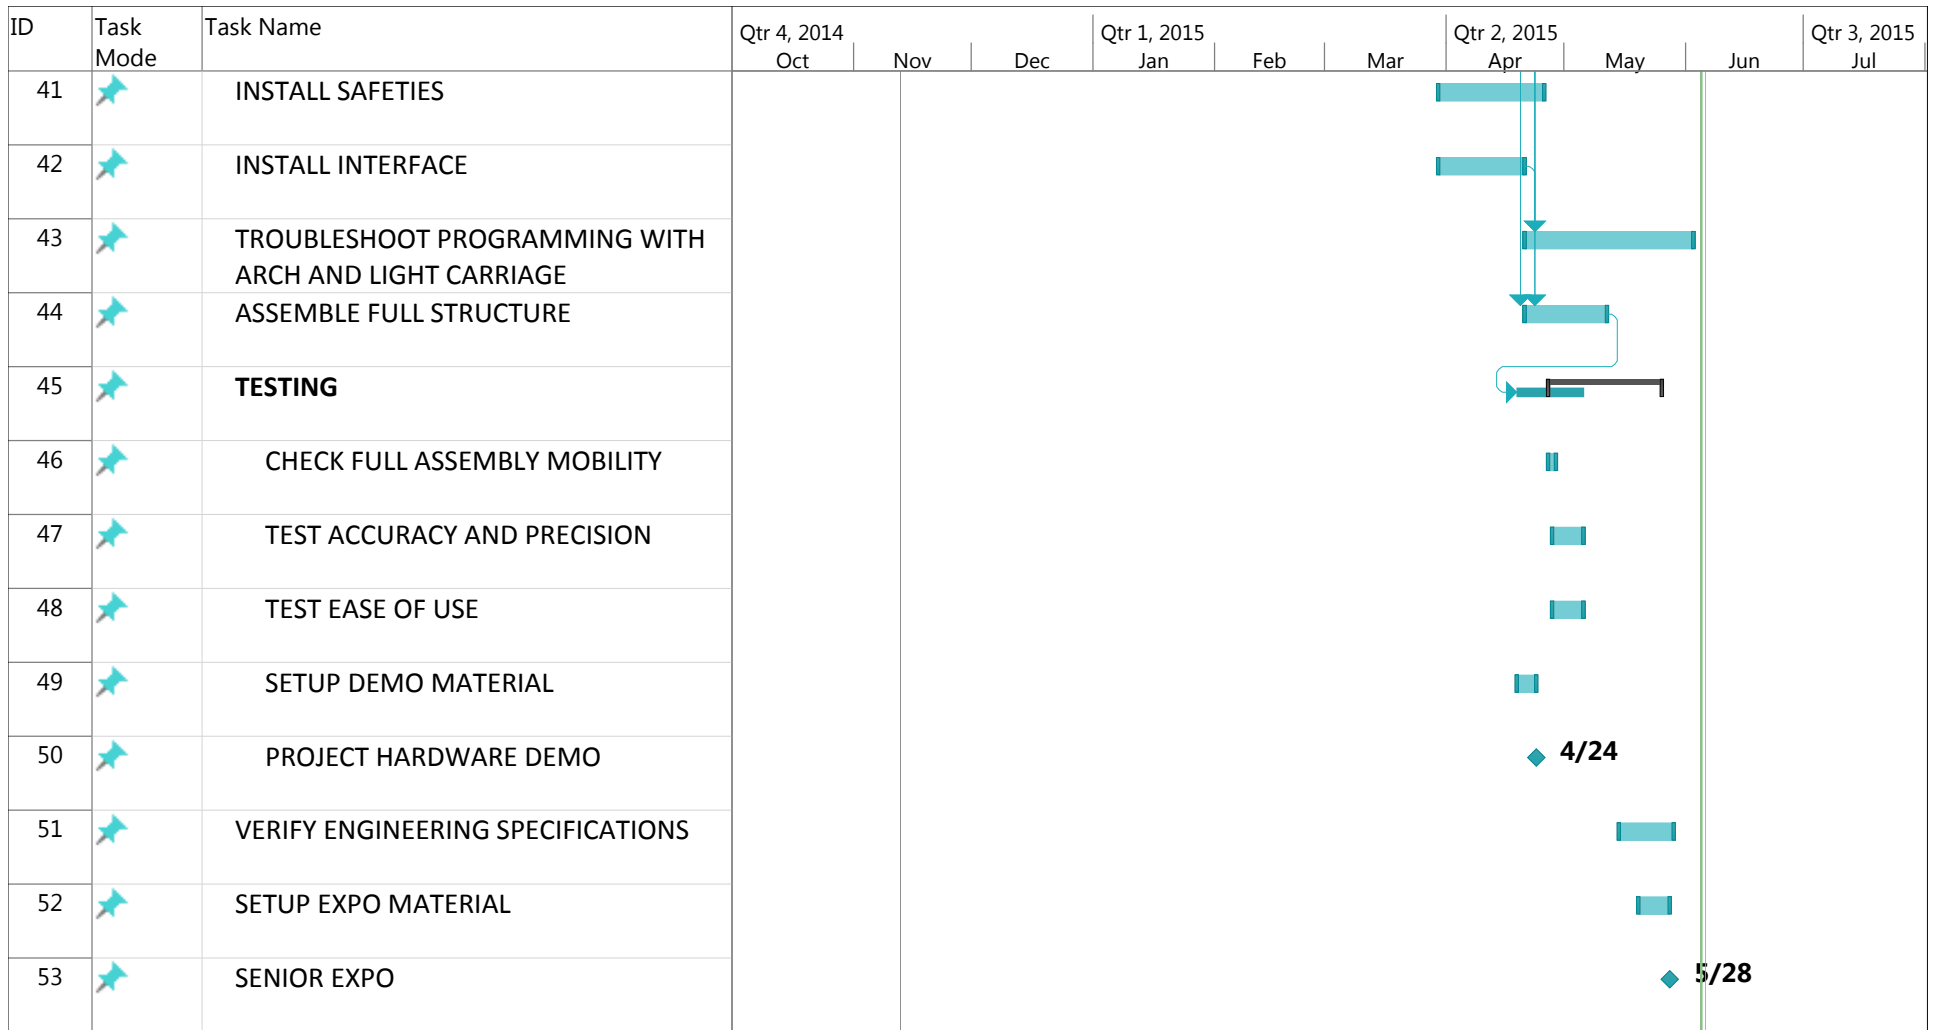 ID Task Mode Task Name Qtr 4, 2014 Qtr 1, 2015 Qtr 2, 2015 Qtr 3, 2015
Oct Nov Dec Jan Feb Mar Apr May Jun Jul
41 INSTALL SAFETIES
42 INSTALL INTERFACE
43 TROUBLESHOOT PROGRAMMING WITH
ARCH AND LIGHT CARRIAGE
44 ASSEMBLE FULL STRUCTURE
45 TESTING
46 CHECK FULL ASSEMBLY MOBILITY
47 TEST ACCURACY AND PRECISION
48 TEST EASE OF USE
49 SETUP DEMO MATERIAL
50 PROJECT HARDWARE DEMO 4/24
51 VERIFY ENGINEERING SPECIFICATIONS
52 SETUP EXPO MATERIAL
53 SENIOR EXPO 5/28